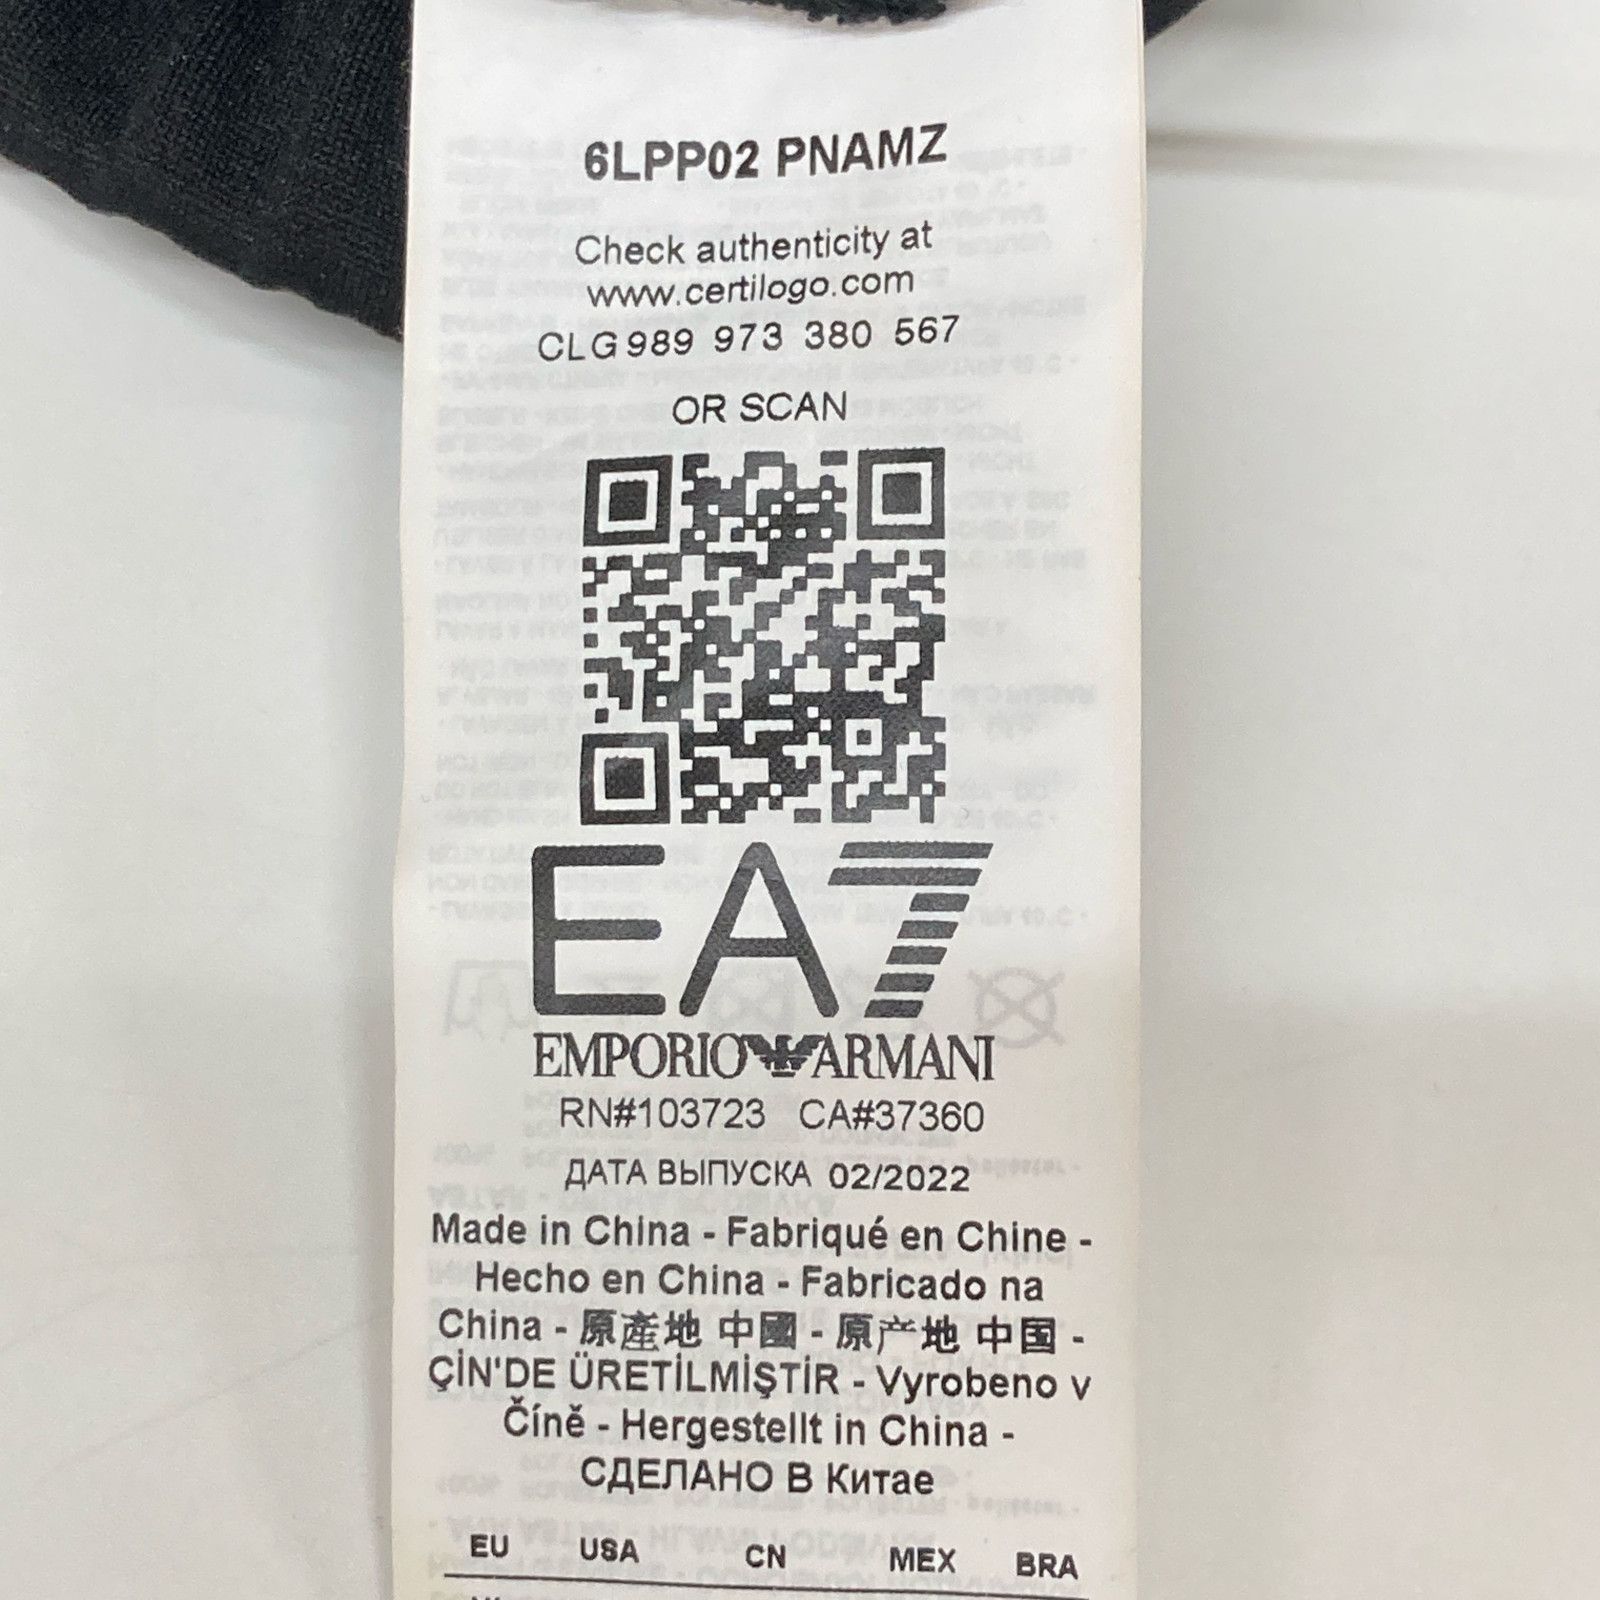 6LPP02 PNAMZ
Check authenticity at
www.certilogo.com
CLG 989 973 380 567
OR SCAN
EA7
EMPORIO ARMANI
RN#103723 CA#37360
ДАТА ВЫПУСКА 02/2022
Made in China - Fabriqué en Chine -
Hecho en China - Fabricado na
China - 原產地 中國 - 原产地 中国 -
ÇİN'DE ÜRETİLMİŞTİR - Vyrobeno v
Číně - Hergestellt in China -
СДЕЛАНО В Китае
EU USA CN MEX BRA